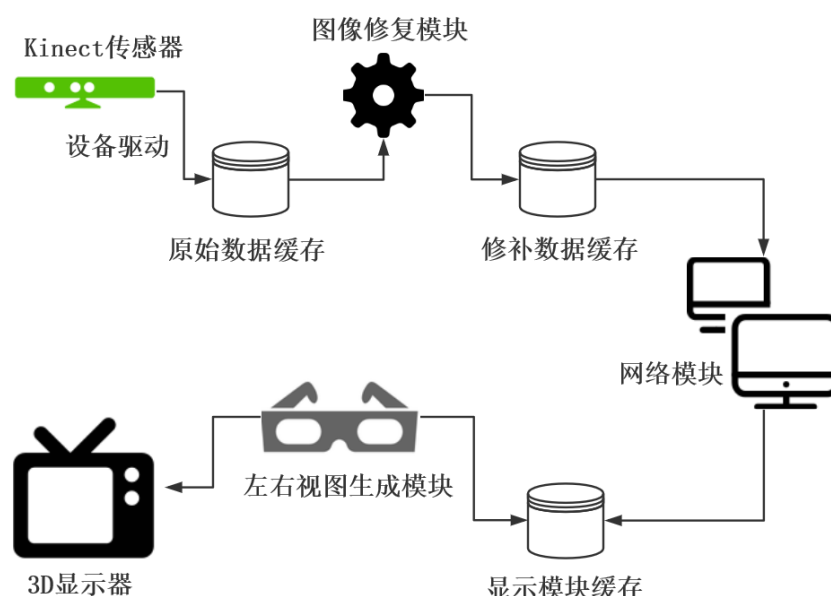 图像修复模块
Kinect传感器
设备驱动
原始数据缓存
修补数据缓存
网络模块
左右视图生成模块
3D显示器
显示模块缓存